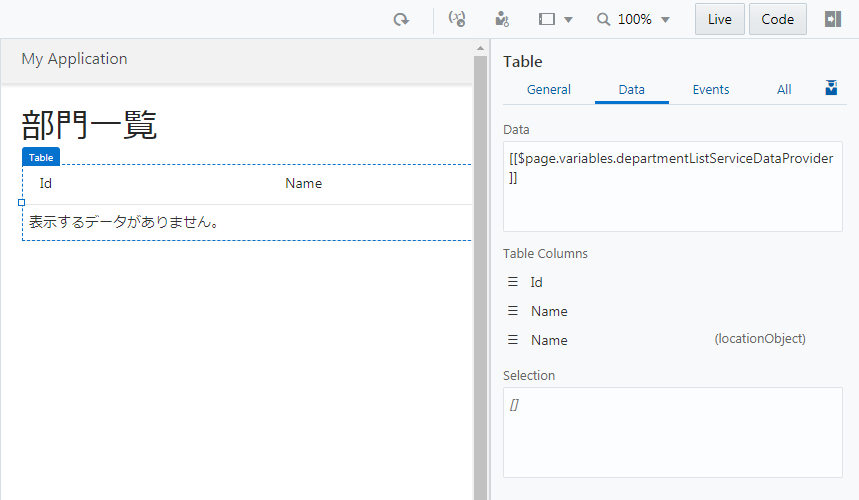 100%
Live
Code
My Application
部門一覧
Table
Id
Name
表示するデータがありません。
Table
General
Data
Events
All
Data
[[$page.variables.departmentListServiceDataProvider
]]
Table Columns
Id
Name
Name (locationObject)
Selection
[]